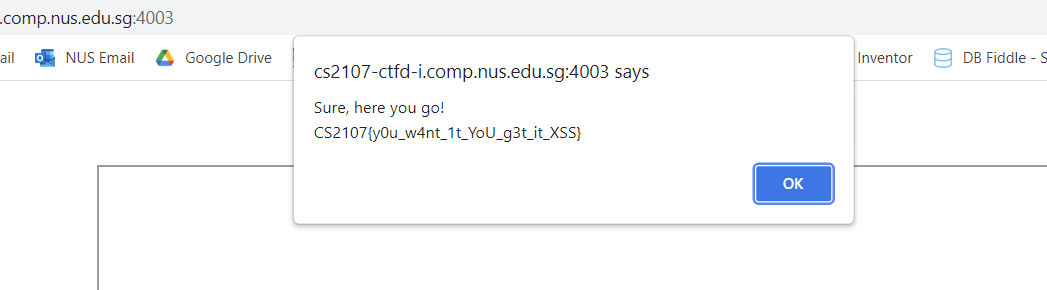 .comp.nus.edu.sg:4003
ail NUS Email Google Drive Inventor DB Fiddle - S
cs2107-ctfd-i.comp.nus.edu.sg:4003 says
Sure, here you go!
CS2107{y0u_w4nt_1t_YoU_g3t_it_XSS}
OK